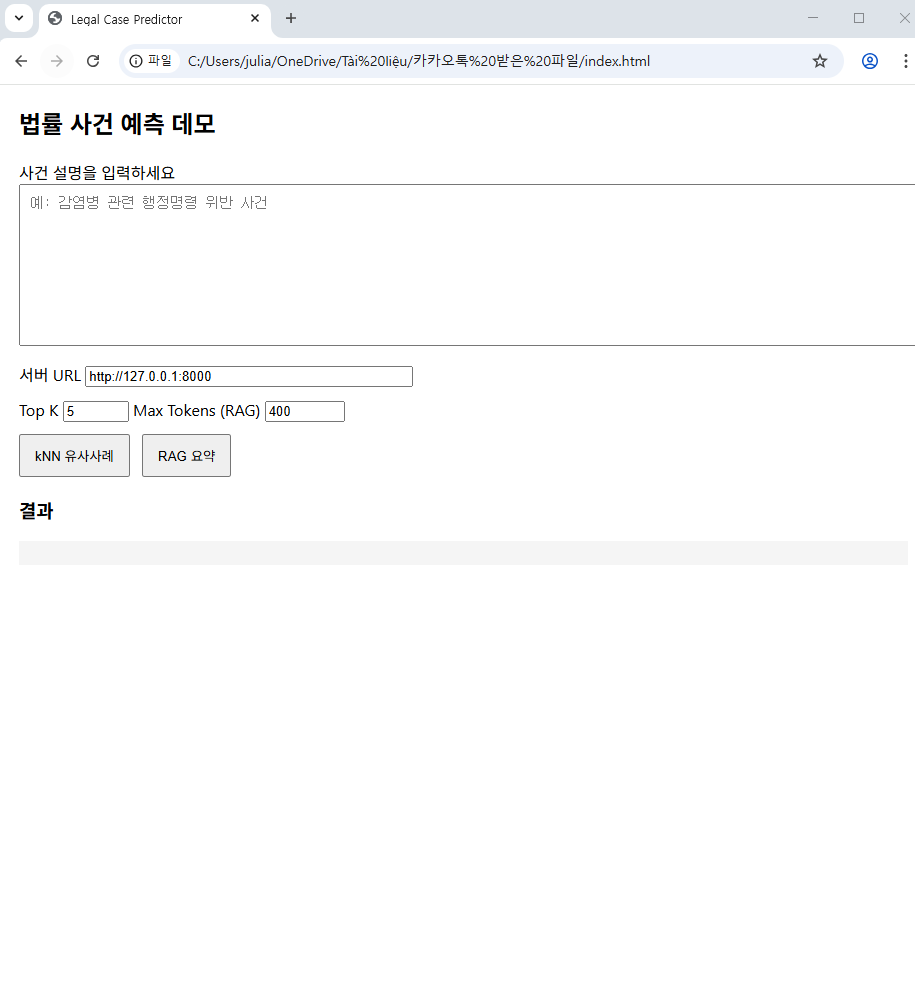 Legal Case Predictor
파일 C:/Users/julia/OneDrive/Tài%20liệu/카카오톡%20받은%20파일/index.html
법률 사건 예측 데모
사건 설명을 입력하세요
예: 감염병 관련 행정명령 위반 사건
서버 URL http://127.0.0.1:8000
Top K 5 Max Tokens (RAG) 400
kNN 유사사례 RAG 요약
결과